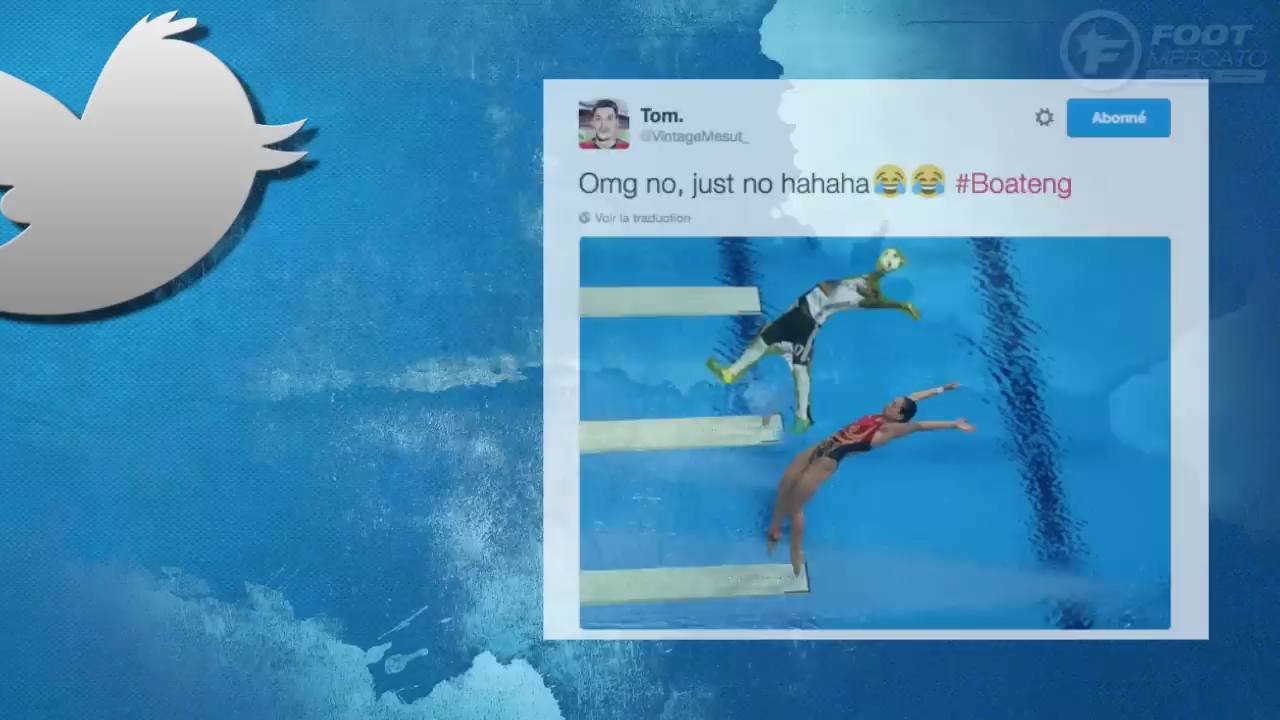 FOOT
MERCATO
Tom.
@VintageMesut_
Abonné
Omg no, just no hahaha😂😂 #Boateng
Voir la traduction